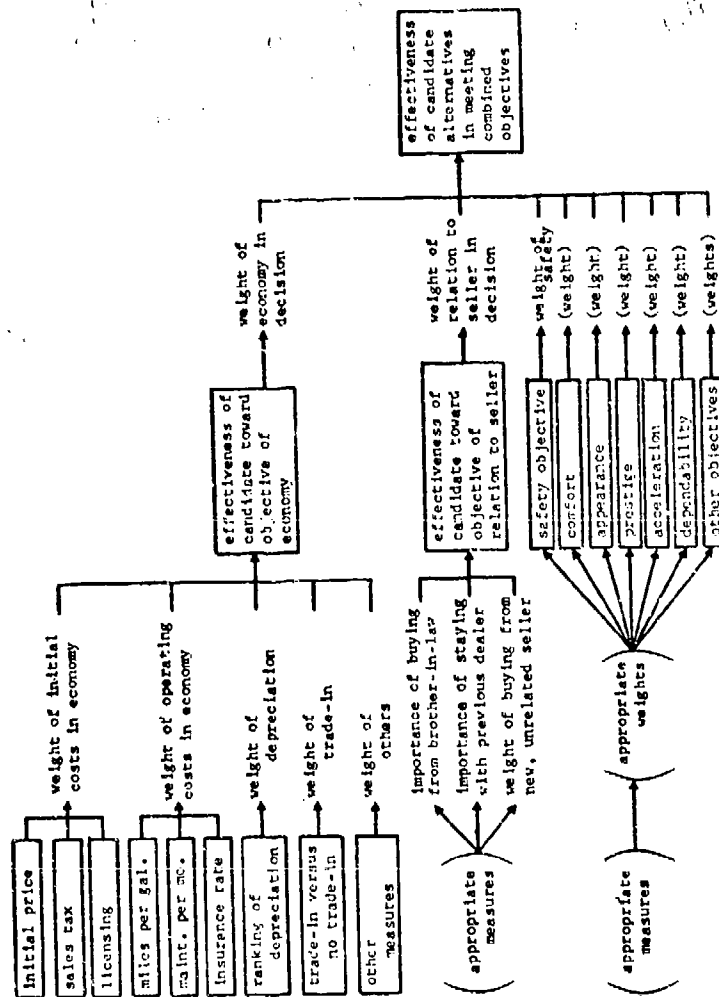 initial price
sales tax
licensing
weight of initial
costs in economy
miles per gal.
maint. per mo.
insurance rate
weight of operating
costs in economy
ranking of
depreciation
weight of
depreciation
trade-in versus
no trade-in
weight of
trade-in
other
measures
weight of
others
effectiveness of
candidate toward
objective of
economy
weight of
economy in
decision
(appropriate
measures)
importance of buying
from brother-in-law
importance of staying
with previous dealer
weight of buying from
new, unrelated seller
effectiveness of
candidate toward
objective of
relation to seller
weight of
relation to
seller in
decision
(appropriate
measures)
(appropriate
weights)
safety objective
weight of
safety
comfort
(weight)
appearance
(weight)
prestige
(weight)
acceleration
(weight)
dependability
(weight)
other objectives
(weights)
effectiveness
of candidate
alternatives
in meeting
combined
objectives